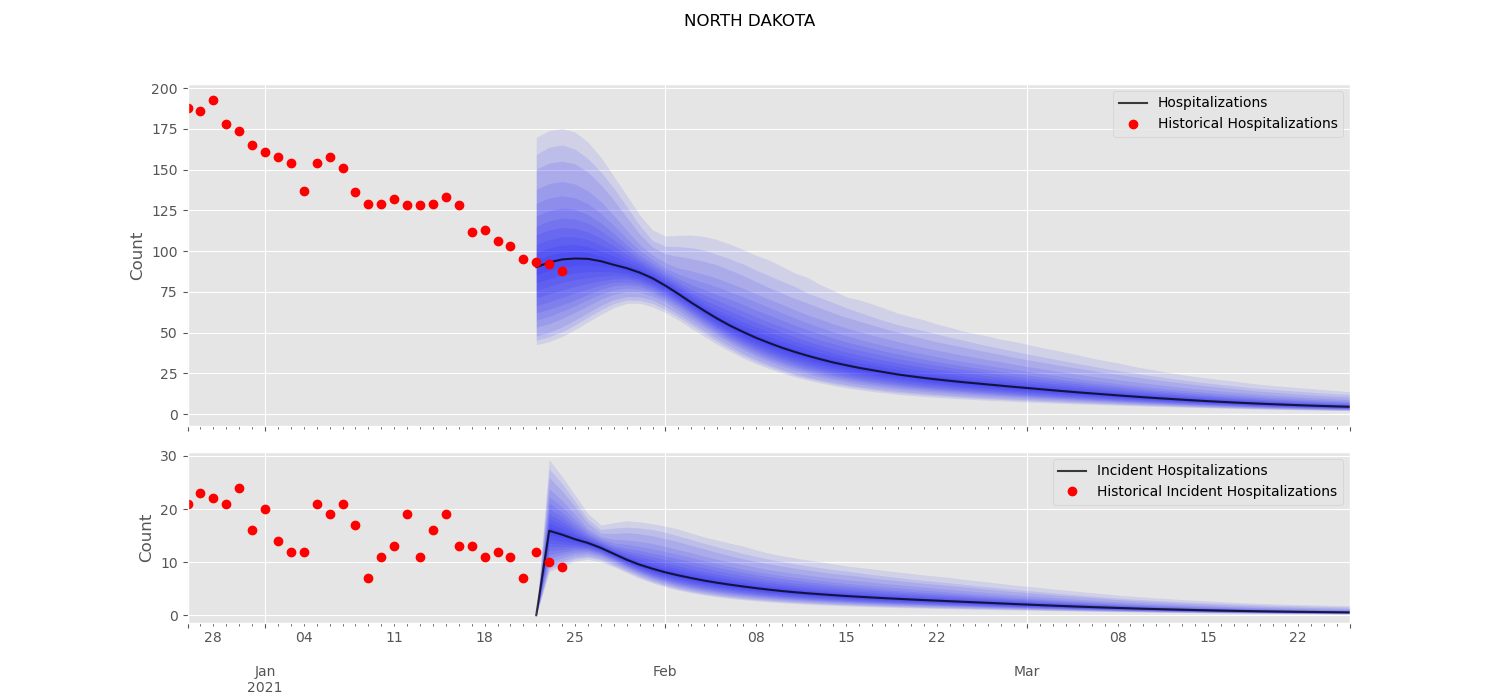 NORTH DAKOTA
200
175
150
125
100
75
50
25
0
Count
Hospitalizations
Historical Hospitalizations
30
20
10
0
Count
Incident Hospitalizations
Historical Incident Hospitalizations
28 04 11 18 25 08 15 22 08 15 22
Jan Feb Mar
2021